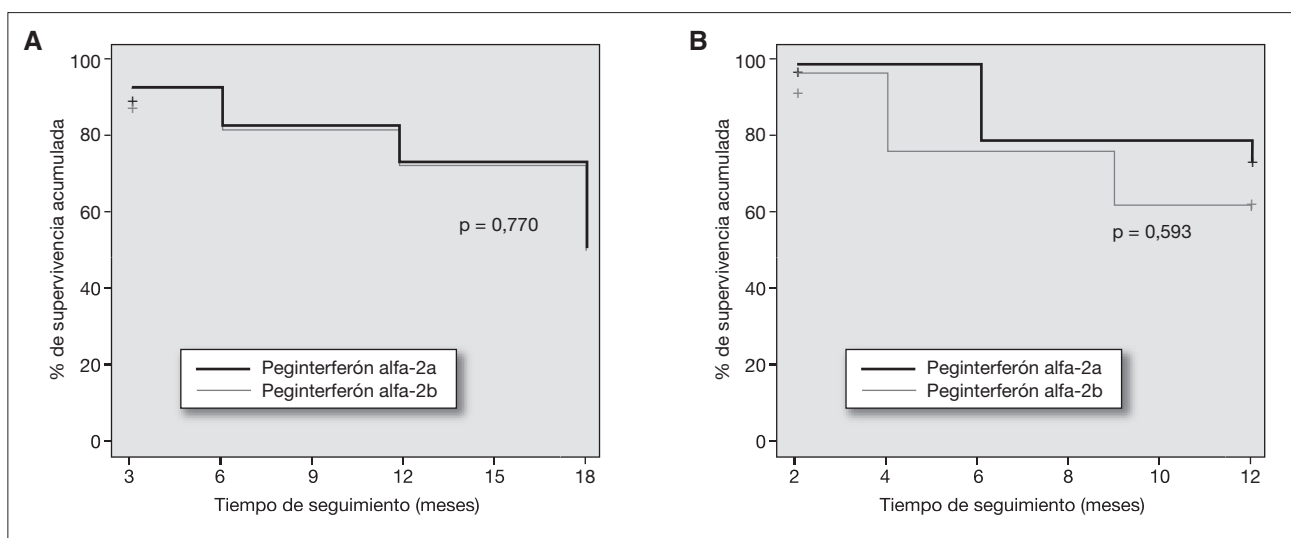 A
100
80
60
40
20
0
% de supervivencia acumulada
p = 0,770
Peginterferón alfa-2a
Peginterferón alfa-2b
3 6 9 12 15 18
Tiempo de seguimiento (meses)
B
100
80
60
40
20
0
% de supervivencia acumulada
p = 0,593
Peginterferón alfa-2a
Peginterferón alfa-2b
2 4 6 8 10 12
Tiempo de seguimiento (meses)